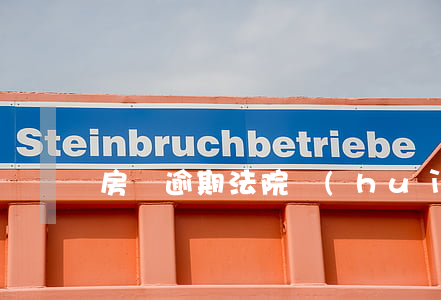 Steinbruchbetriebe
房 逾期法院 (hui